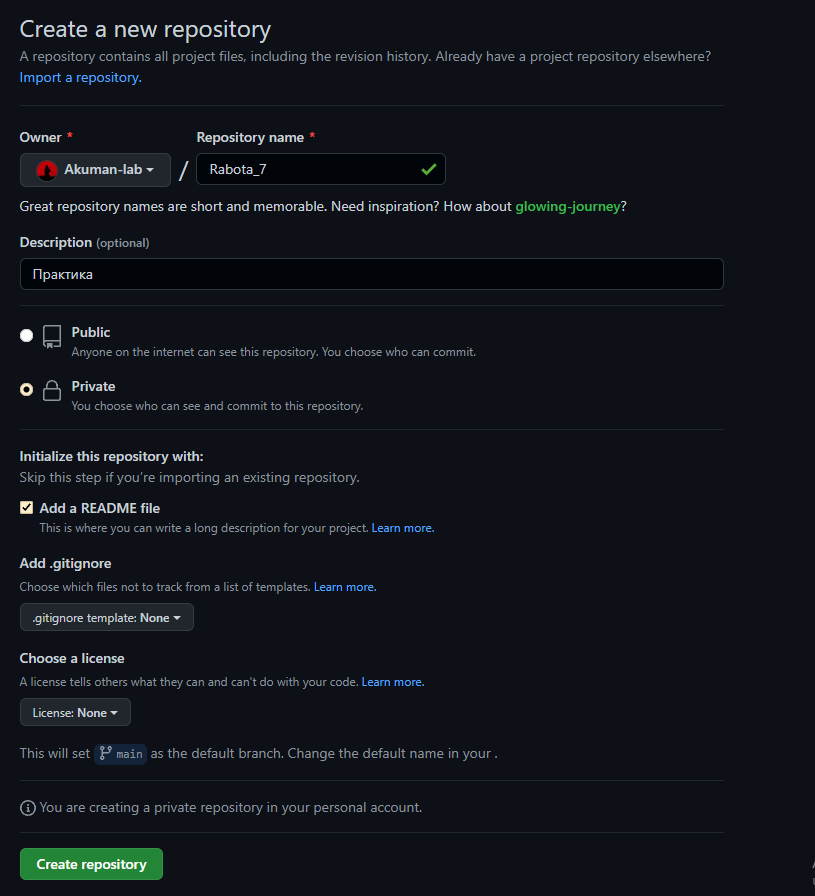 Create a new repository
A repository contains all project files, including the revision history. Already have a project repository elsewhere?
Import a repository.
Owner * Repository name *
Akuman-lab / Rabota_7
Great repository names are short and memorable. Need inspiration? How about glowing-journey?
Description (optional)
Практика
Public
Anyone on the internet can see this repository. You choose who can commit.
Private
You choose who can see and commit to this repository.
Initialize this repository with:
Skip this step if you're importing an existing repository.
Add a README file
This is where you can write a long description for your project. Learn more.
Add .gitignore
Choose which files not to track from a list of templates. Learn more.
.gitignore template: None
Choose a license
A license tells others what they can and can't do with your code. Learn more.
License: None
This will set main as the default branch. Change the default name in your .
You are creating a private repository in your personal account.
Create repository